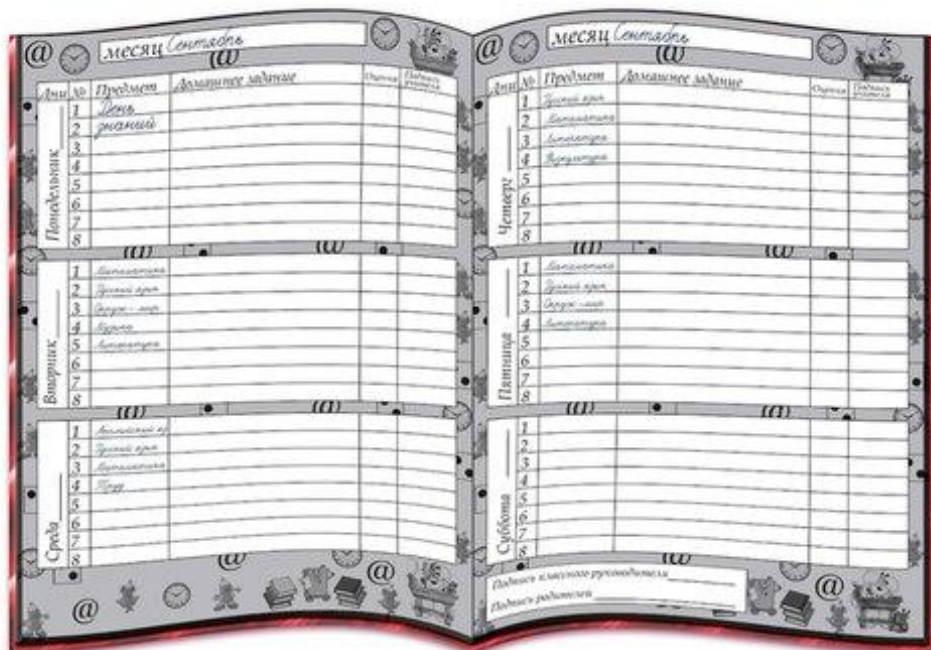 @ месяц Сентябрь
@
Дни № Предмет Домашнее задание Оценка Подпись учителя
Понедельник
1 День
2 знаний
3
4
5
6
7
8
@ @
Вторник
1 Математика
2 Русский язык
3 Окруж. мир
4 Музыка
5 Литература
6
7
8
@ @
Среда
1 Английский яз
2 Русский язык
3 Математика
4 Труд
5
6
7
8
@ @
@
@ месяц Сентябрь
@
Дни № Предмет Домашнее задание Оценка Подпись учителя
Четверг
1 Русский язык
2 Математика
3 Литература
4 Физкультура
5
6
7
8
@ @
Пятница
1 Математика
2 Русский язык
3 Окруж. мир
4 Литература
5
6
7
8
@ @
Суббота
1
2
3
4
5
6
7
8
@
Подпись классного руководителя
Подпись родителей
@